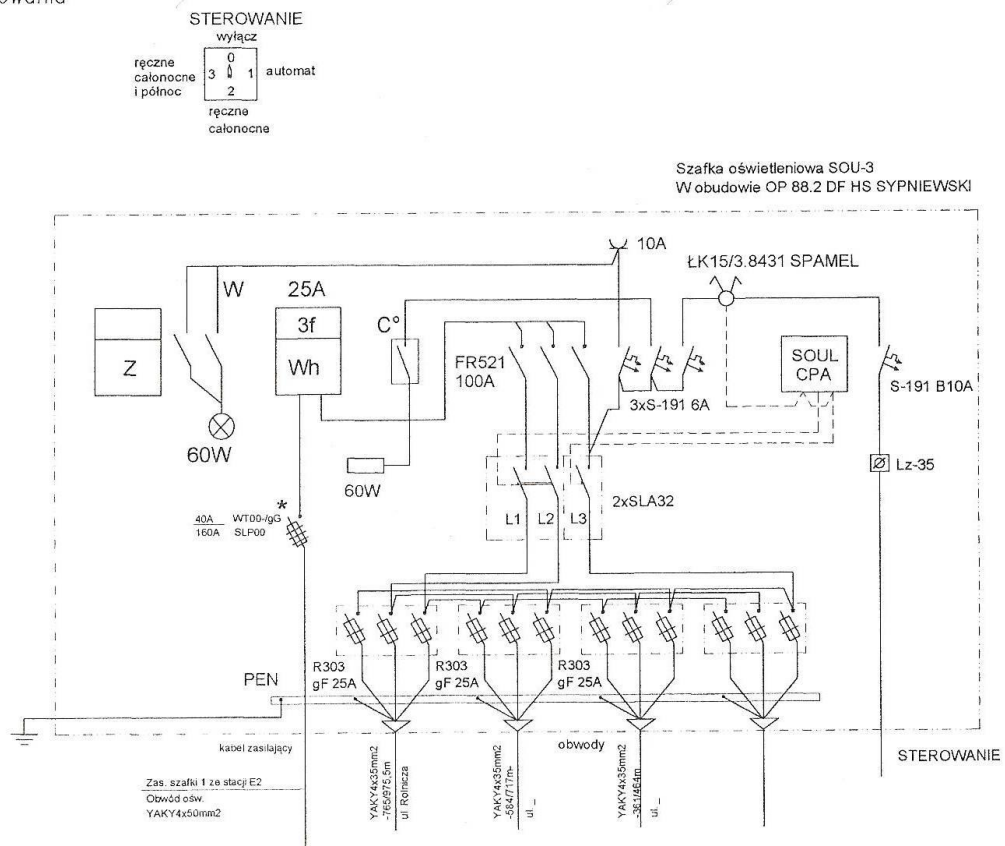 STEROWANIE
wyłącz
ręczne
całonocne
i północ
0
3 1
2
automat
ręczne
całonocne
Szafka oświetleniowa SOU-3
W obudowie OP 88.2 DF HS SYPNIEWSKI
10A
ŁK15/3.8431 SPAMEL
W
25A
3f
Wh
Z
C°
FR521
100A
SOUL
CPA
S-191 B10A
3xS-191 6A
60W
60W
Lz-35
2xSLA32
L1 L2 L3
*
40A WT00-/gG
160A SLP00
R303
gF 25A
R303
gF 25A
R303
gF 25A
PEN
kabel zasilający
obwody
STEROWANIE
Zas. szafki 1 ze stacji E2
Obwód ośw.
YAKY4x50mm2
YAKY4x35mm2
-765/975,5m
ul. Rolnicza
YAKY4x35mm2
-584/717m-
ul. _
YAKY4x35mm2
-361/464m
ul. _